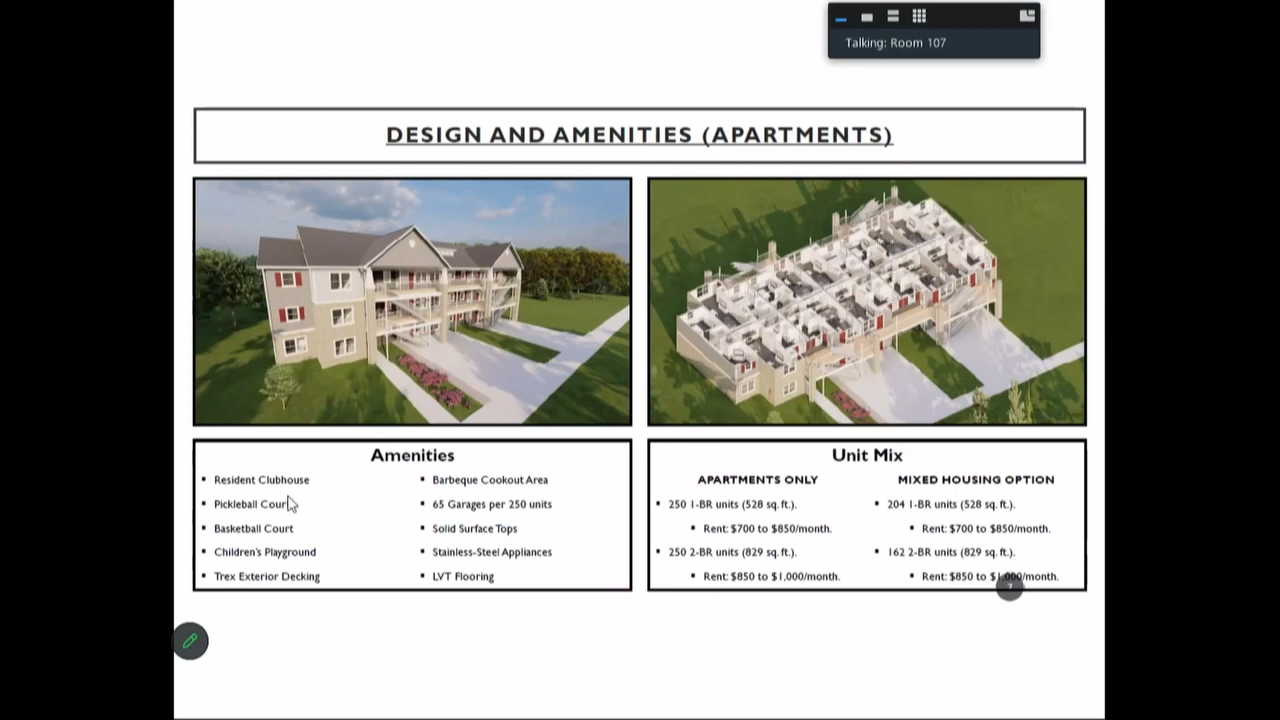 Talking: Room 107
DESIGN AND AMENITIES (APARTMENTS)
Amenities
▪ Resident Clubhouse
▪ Pickleball Court
▪ Basketball Court
▪ Children's Playground
▪ Trex Exterior Decking
▪ Barbeque Cookout Area
▪ 65 Garages per 250 units
▪ Solid Surface Tops
▪ Stainless-Steel Appliances
▪ LVT Flooring
Unit Mix
APARTMENTS ONLY
▪ 250 1-BR units (528 sq. ft.).
▪ Rent: $700 to $850/month.
▪ 250 2-BR units (829 sq. ft.).
▪ Rent: $850 to $1,000/month.
MIXED HOUSING OPTION
▪ 204 1-BR units (528 sq. ft.).
▪ Rent: $700 to $850/month.
▪ 162 2-BR units (829 sq. ft.).
▪ Rent: $850 to $1,000/month.
7